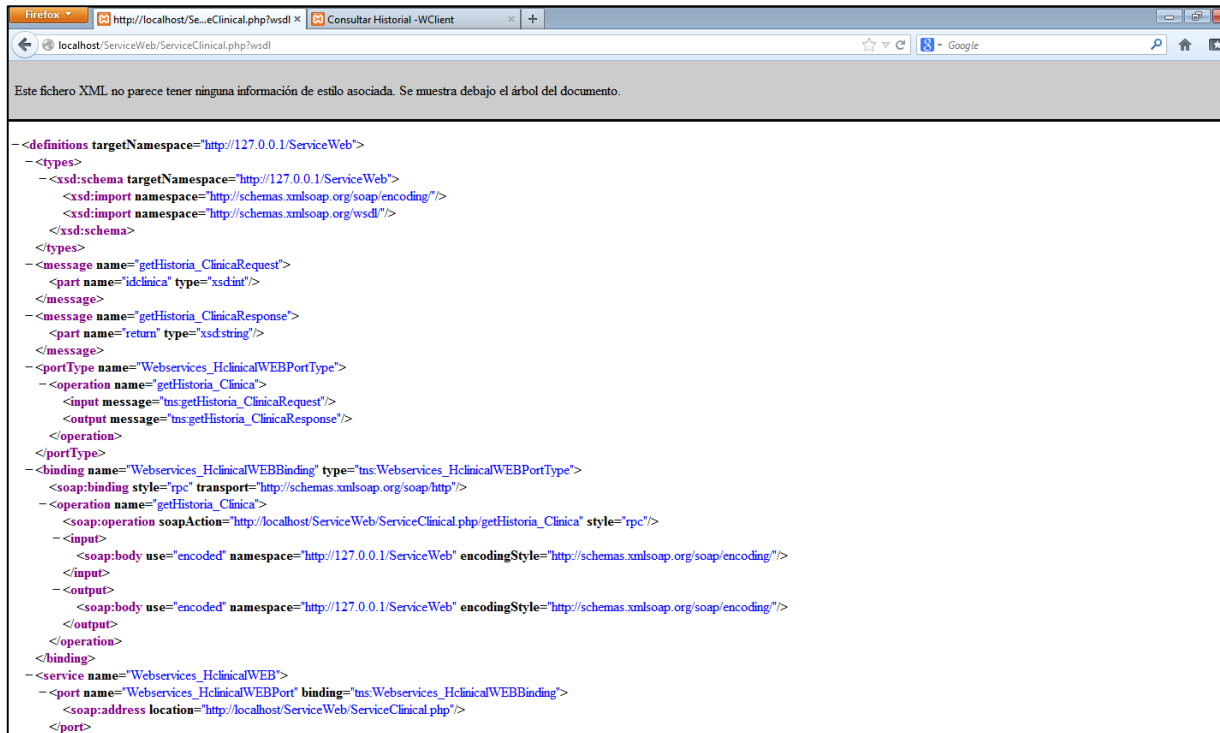 Firefox
http://localhost/Se...eClinical.php?wsdl
Consultar Historial -WClient
localhost/ServiceWeb/ServiceClinical.php?wsdl
Google
Este fichero XML no parece tener ninguna información de estilo asociada. Se muestra debajo el árbol del documento.
− <definitions targetNamespace="http://127.0.0.1/ServiceWeb">
− <types>
− <xsd:schema targetNamespace="http://127.0.0.1/ServiceWeb">
<xsd:import namespace="http://schemas.xmlsoap.org/soap/encoding/"/>
<xsd:import namespace="http://schemas.xmlsoap.org/wsdl/"/>
</xsd:schema>
</types>
− <message name="getHistoria_ClinicaRequest">
<part name="idclinica" type="xsd:int"/>
</message>
− <message name="getHistoria_ClinicaResponse">
<part name="return" type="xsd:string"/>
</message>
− <portType name="Webservices_HclinicalWEBPortType">
− <operation name="getHistoria_Clinica">
<input message="tns:getHistoria_ClinicaRequest"/>
<output message="tns:getHistoria_ClinicaResponse"/>
</operation>
</portType>
− <binding name="Webservices_HclinicalWEBBinding" type="tns:Webservices_HclinicalWEBPortType">
<soap:binding style="rpc" transport="http://schemas.xmlsoap.org/soap/http"/>
− <operation name="getHistoria_Clinica">
<soap:operation soapAction="http://localhost/ServiceWeb/ServiceClinical.php/getHistoria_Clinica" style="rpc"/>
− <input>
<soap:body use="encoded" namespace="http://127.0.0.1/ServiceWeb" encodingStyle="http://schemas.xmlsoap.org/soap/encoding/"/>
</input>
− <output>
<soap:body use="encoded" namespace="http://127.0.0.1/ServiceWeb" encodingStyle="http://schemas.xmlsoap.org/soap/encoding/"/>
</output>
</operation>
</binding>
− <service name="Webservices_HclinicalWEB">
− <port name="Webservices_HclinicalWEBPort" binding="tns:Webservices_HclinicalWEBBinding">
<soap:address location="http://localhost/ServiceWeb/ServiceClinical.php"/>
</port>